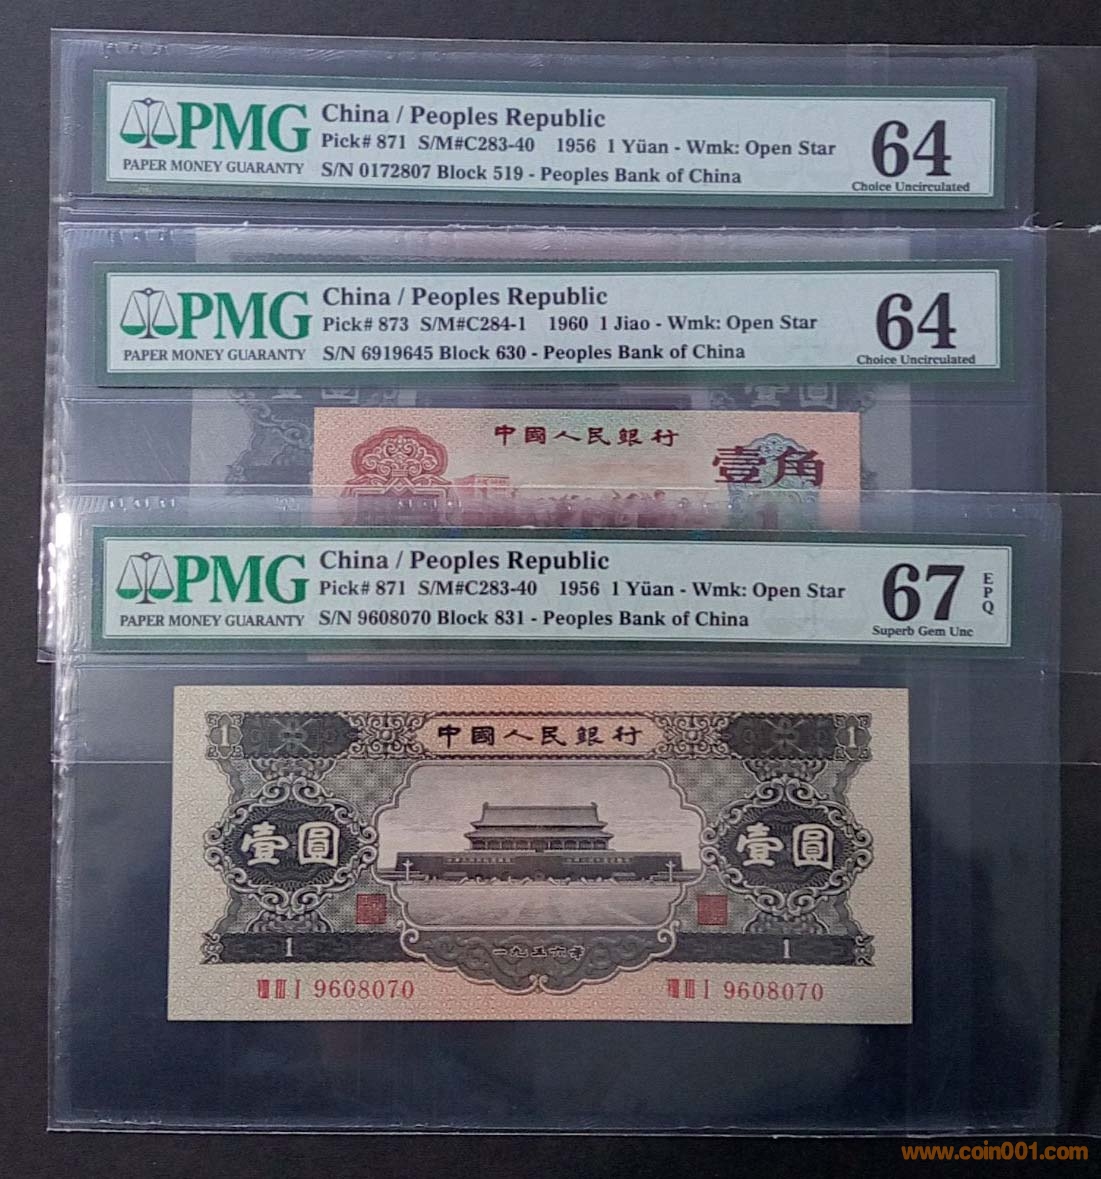 PMG
PAPER MONEY GUARANTY
China / Peoples Republic
Pick# 871 S/M#C283-40 1956 1 Yüan - Wmk: Open Star
S/N 0172807 Block 519 - Peoples Bank of China
64
Choice Uncirculated
PMG
PAPER MONEY GUARANTY
China / Peoples Republic
Pick# 873 S/M#C284-1 1960 1 Jiao - Wmk: Open Star
S/N 6919645 Block 630 - Peoples Bank of China
64
Choice Uncirculated
壹圓
中國人民銀行
壹角
PMG
PAPER MONEY GUARANTY
China / Peoples Republic
Pick# 871 S/M#C283-40 1956 1 Yüan - Wmk: Open Star
S/N 9608070 Block 831 - Peoples Bank of China
67
EPQ
Superb Gem Unc
1 中國人民銀行 1
壹圓 壹圓
1 一九五六年 1
VIII III I 9608070 VIII III I 9608070
www.coin001.com